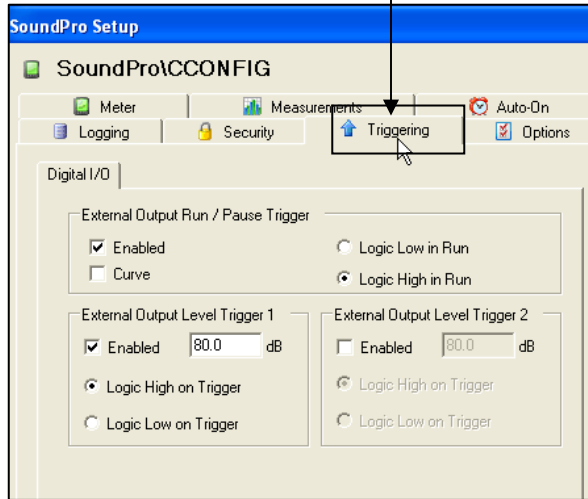 SoundPro Setup
SoundPro\CCONFIG
Meter Measurements Auto-On
Logging Security Triggering Options
Digital I/O
External Output Run / Pause Trigger
Enabled Logic Low in Run
Curve Logic High in Run
External Output Level Trigger 1 External Output Level Trigger 2
Enabled 80.0 dB Enabled 80.0 dB
Logic High on Trigger Logic High on Trigger
Logic Low on Trigger Logic Low on Trigger